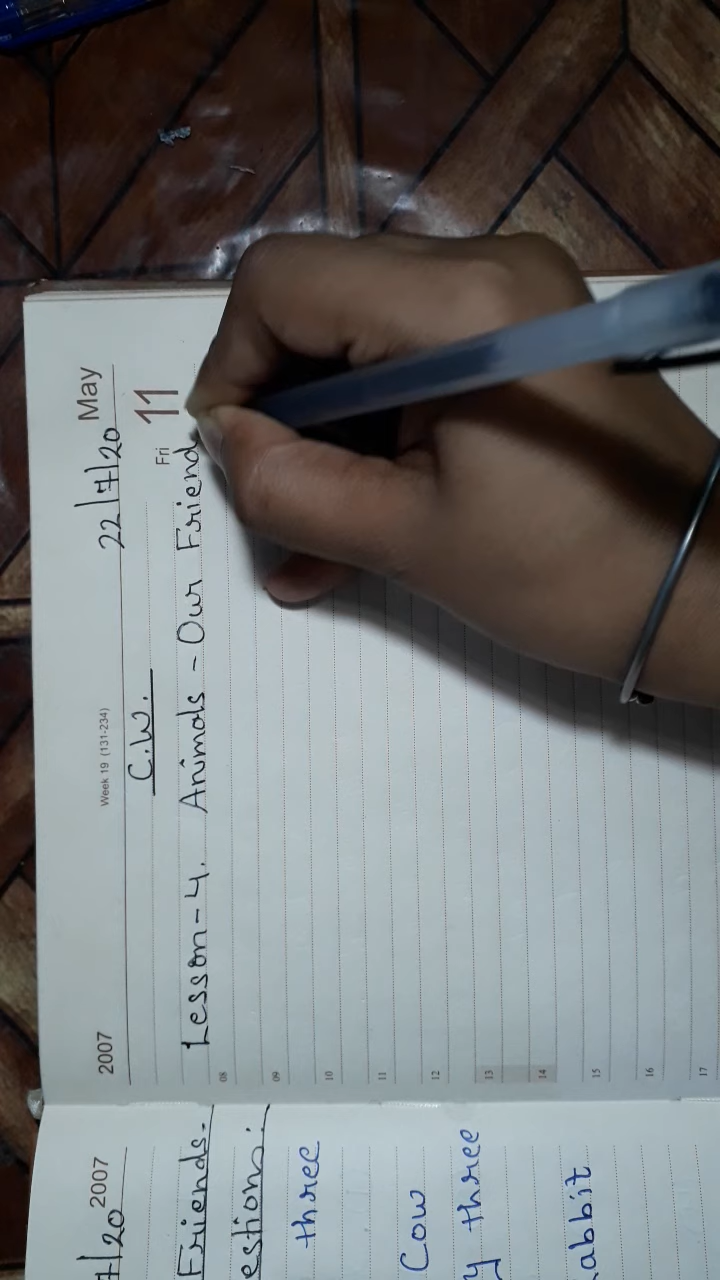 2007
Week 19 (131-234)
22/7/20 May
C.W.
Fri 11
Lesson-4. Animals - Our Friend
08
09
10
11
12
13
14
15
16
17
7/20 2007
Friends.
estions:
three
Cow
y three
abbit